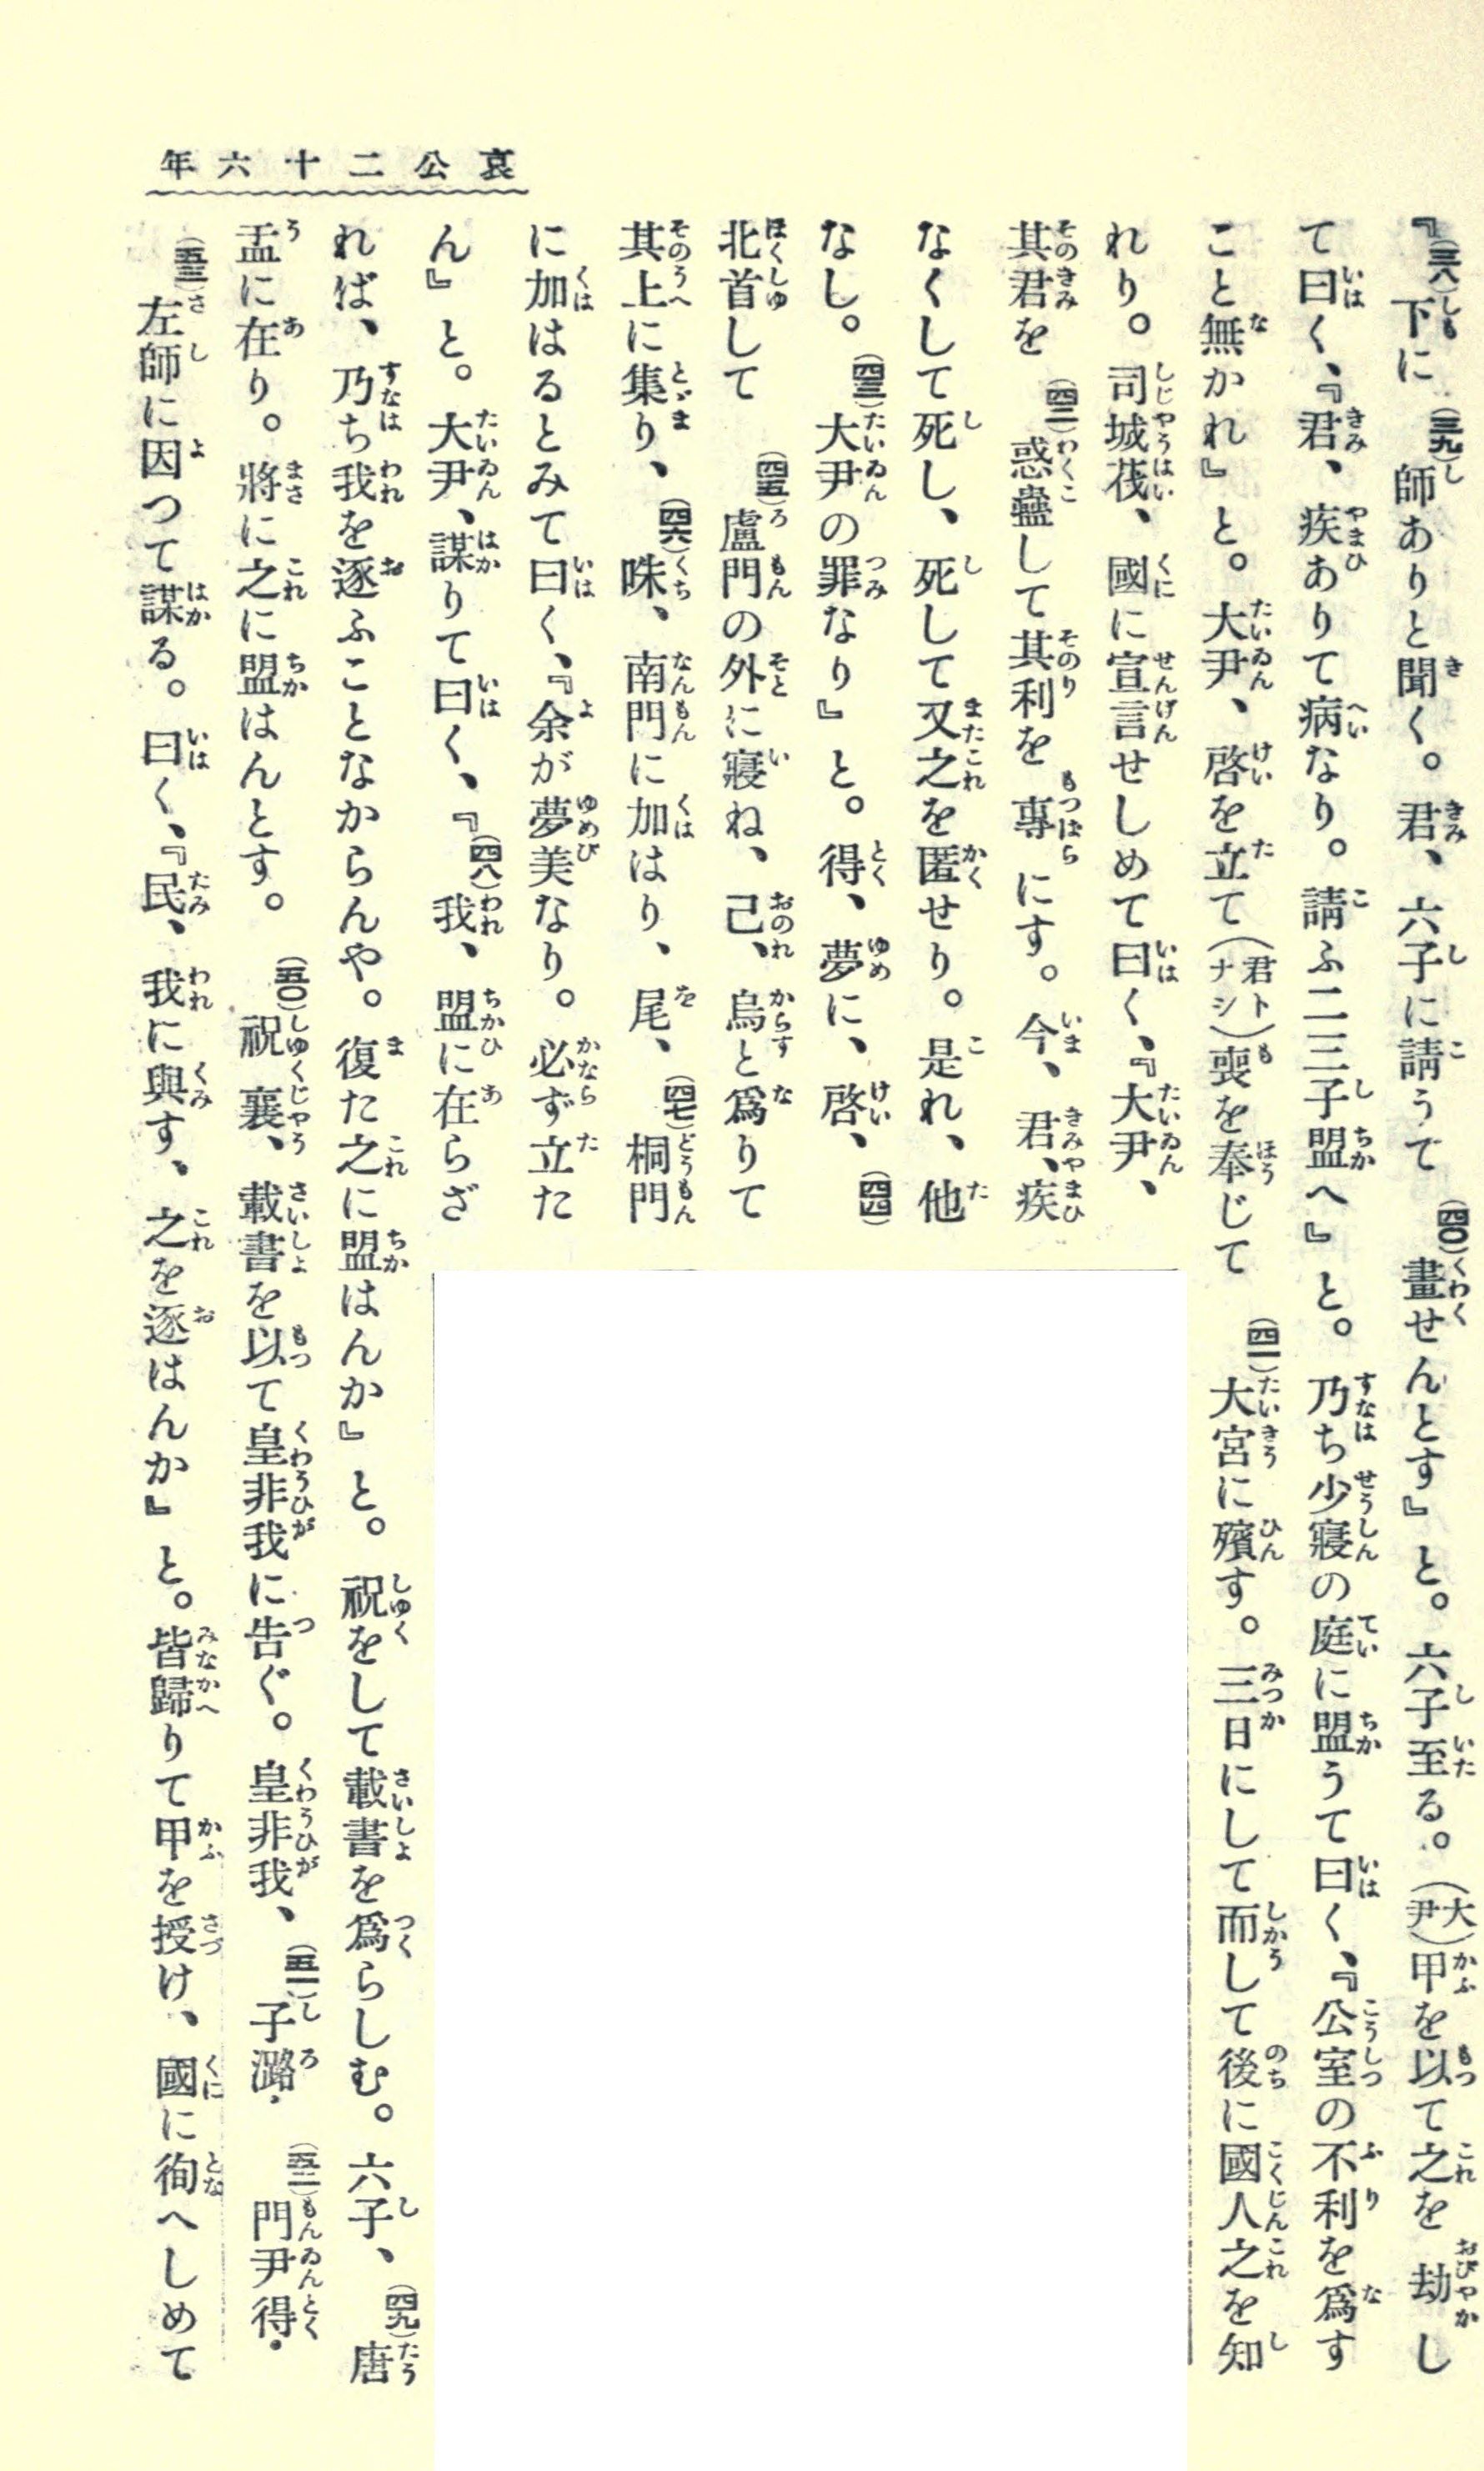 哀公二十六年
『(三八)下に(三九)師ありと聞く。君、六子に請うて(四〇)畫せんとす』と。六子至る。(大尹)甲を以て之を劫し
て曰く、『君、疾ありて病なり。請ふ二三子盟へ』と。乃ち少寢の庭に盟うて曰く、『公室の不利を爲す
こと無かれ』と。大尹、啓を立て(君トナシ)喪を奉じて(四一)大宮に殯す。三日にして而して後に國人之を知
れり。司城茷、國に宣言せしめて曰く、『大尹、
其君を(四二)惑蠱して其利を專にす。今、君、疾
なくして死し、死して又之を匿せり。是れ、他
なし。(四三)大尹の罪なり』と。得、夢に、啓、(四四)
北首して(四五)盧門の外に寢ね、己、烏と爲りて
其上に集り、(四六)咮、南門に加はり、尾、(四七)桐門
に加はるとみて曰く、『余が夢美なり。必ず立た
ん』と。大尹、謀りて曰く、『(四八)我、盟に在らざ
れば、乃ち我を逐ふことなからんや。復た之に盟はんか』と。祝をして載書を爲らしむ。六子、(四九)唐
盂に在り。將に之に盟はんとす。(五〇)祝襄、載書を以て皇非我に告ぐ。皇非我、(五一)子潞・(五二)門尹得・
(五三)左師に因つて謀る。曰く、『民、我に與す、之を逐はんか』と。皆歸りて甲を授け、國に徇へしめて